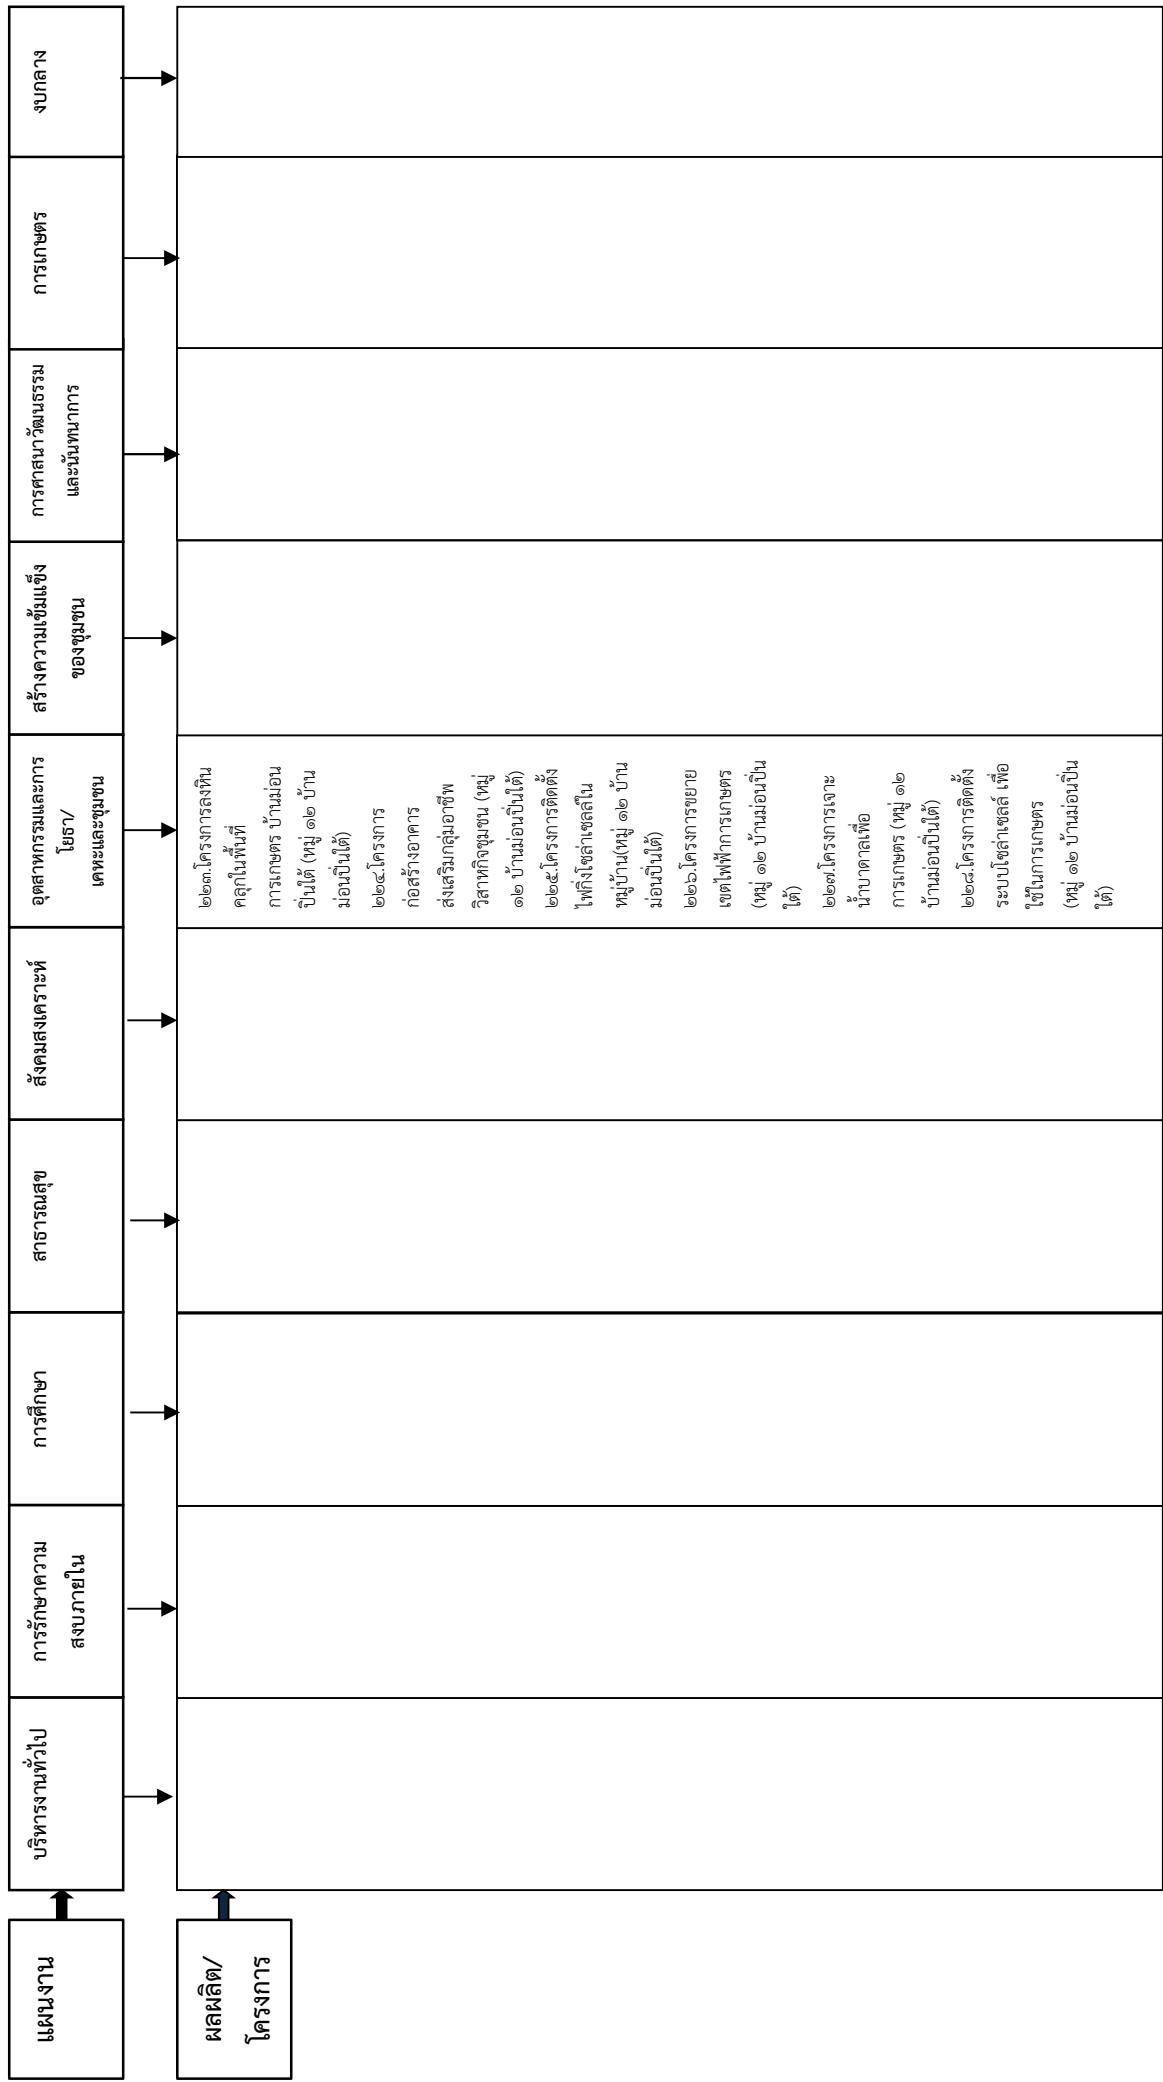 แผนงาน
บริหารงานทั่วไป
การรักษาความ
สงบภายใน
การศึกษา
สาธารณสุข
สังคมสงเคราะห์
อุตสาหกรรมและการ
โยธา/
เคหะและชุมชน
สร้างความเข้มแข็ง
ของชุมชน
การศาสนาวัฒนธรรม
และนันทนาการ
การเกษตร
งบกลาง
ผลผลิต/
โครงการ
๒๒๓.โครงการลงหิน
คลุกในพื้นที่
การเกษตร บ้านม่อน
ปิ่นใต้ (หมู่ ๑๒ บ้าน
ม่อนปิ่นใต้)
๒๒๔.โครงการ
ก่อสร้างอาคาร
ส่งเสริมกลุ่มอาชีพ
วิสาหกิจชุมชน (หมู่
๑๒ บ้านม่อนปิ่นใต้)
๒๒๕.โครงการติดตั้ง
ไฟกิ่งโซล่าเซลล์ใน
หมู่บ้าน(หมู่ ๑๒ บ้าน
ม่อนปิ่นใต้)
๒๒๖.โครงการขยาย
เขตไฟฟ้าการเกษตร
(หมู่ ๑๒ บ้านม่อนปิ่น
ใต้)
๒๒๗.โครงการเจาะ
น้ำบาดาลเพื่อ
การเกษตร (หมู่ ๑๒
บ้านม่อนปิ่นใต้)
๒๒๘.โครงการติดตั้ง
ระบบโซล่าเซลล์ เพื่อ
ใช้ในการเกษตร
(หมู่ ๑๒ บ้านม่อนปิ่น
ใต้)